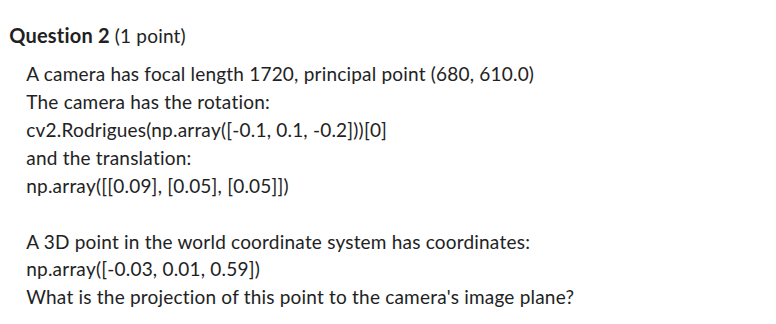 Question 2 (1 point)
A camera has focal length 1720, principal point (680, 610.0)
The camera has the rotation:
cv2.Rodrigues(np.array([-0.1, 0.1, -0.2]))[0]
and the translation:
np.array([[0.09], [0.05], [0.05]])
A 3D point in the world coordinate system has coordinates:
np.array([-0.03, 0.01, 0.59])
What is the projection of this point to the camera's image plane?